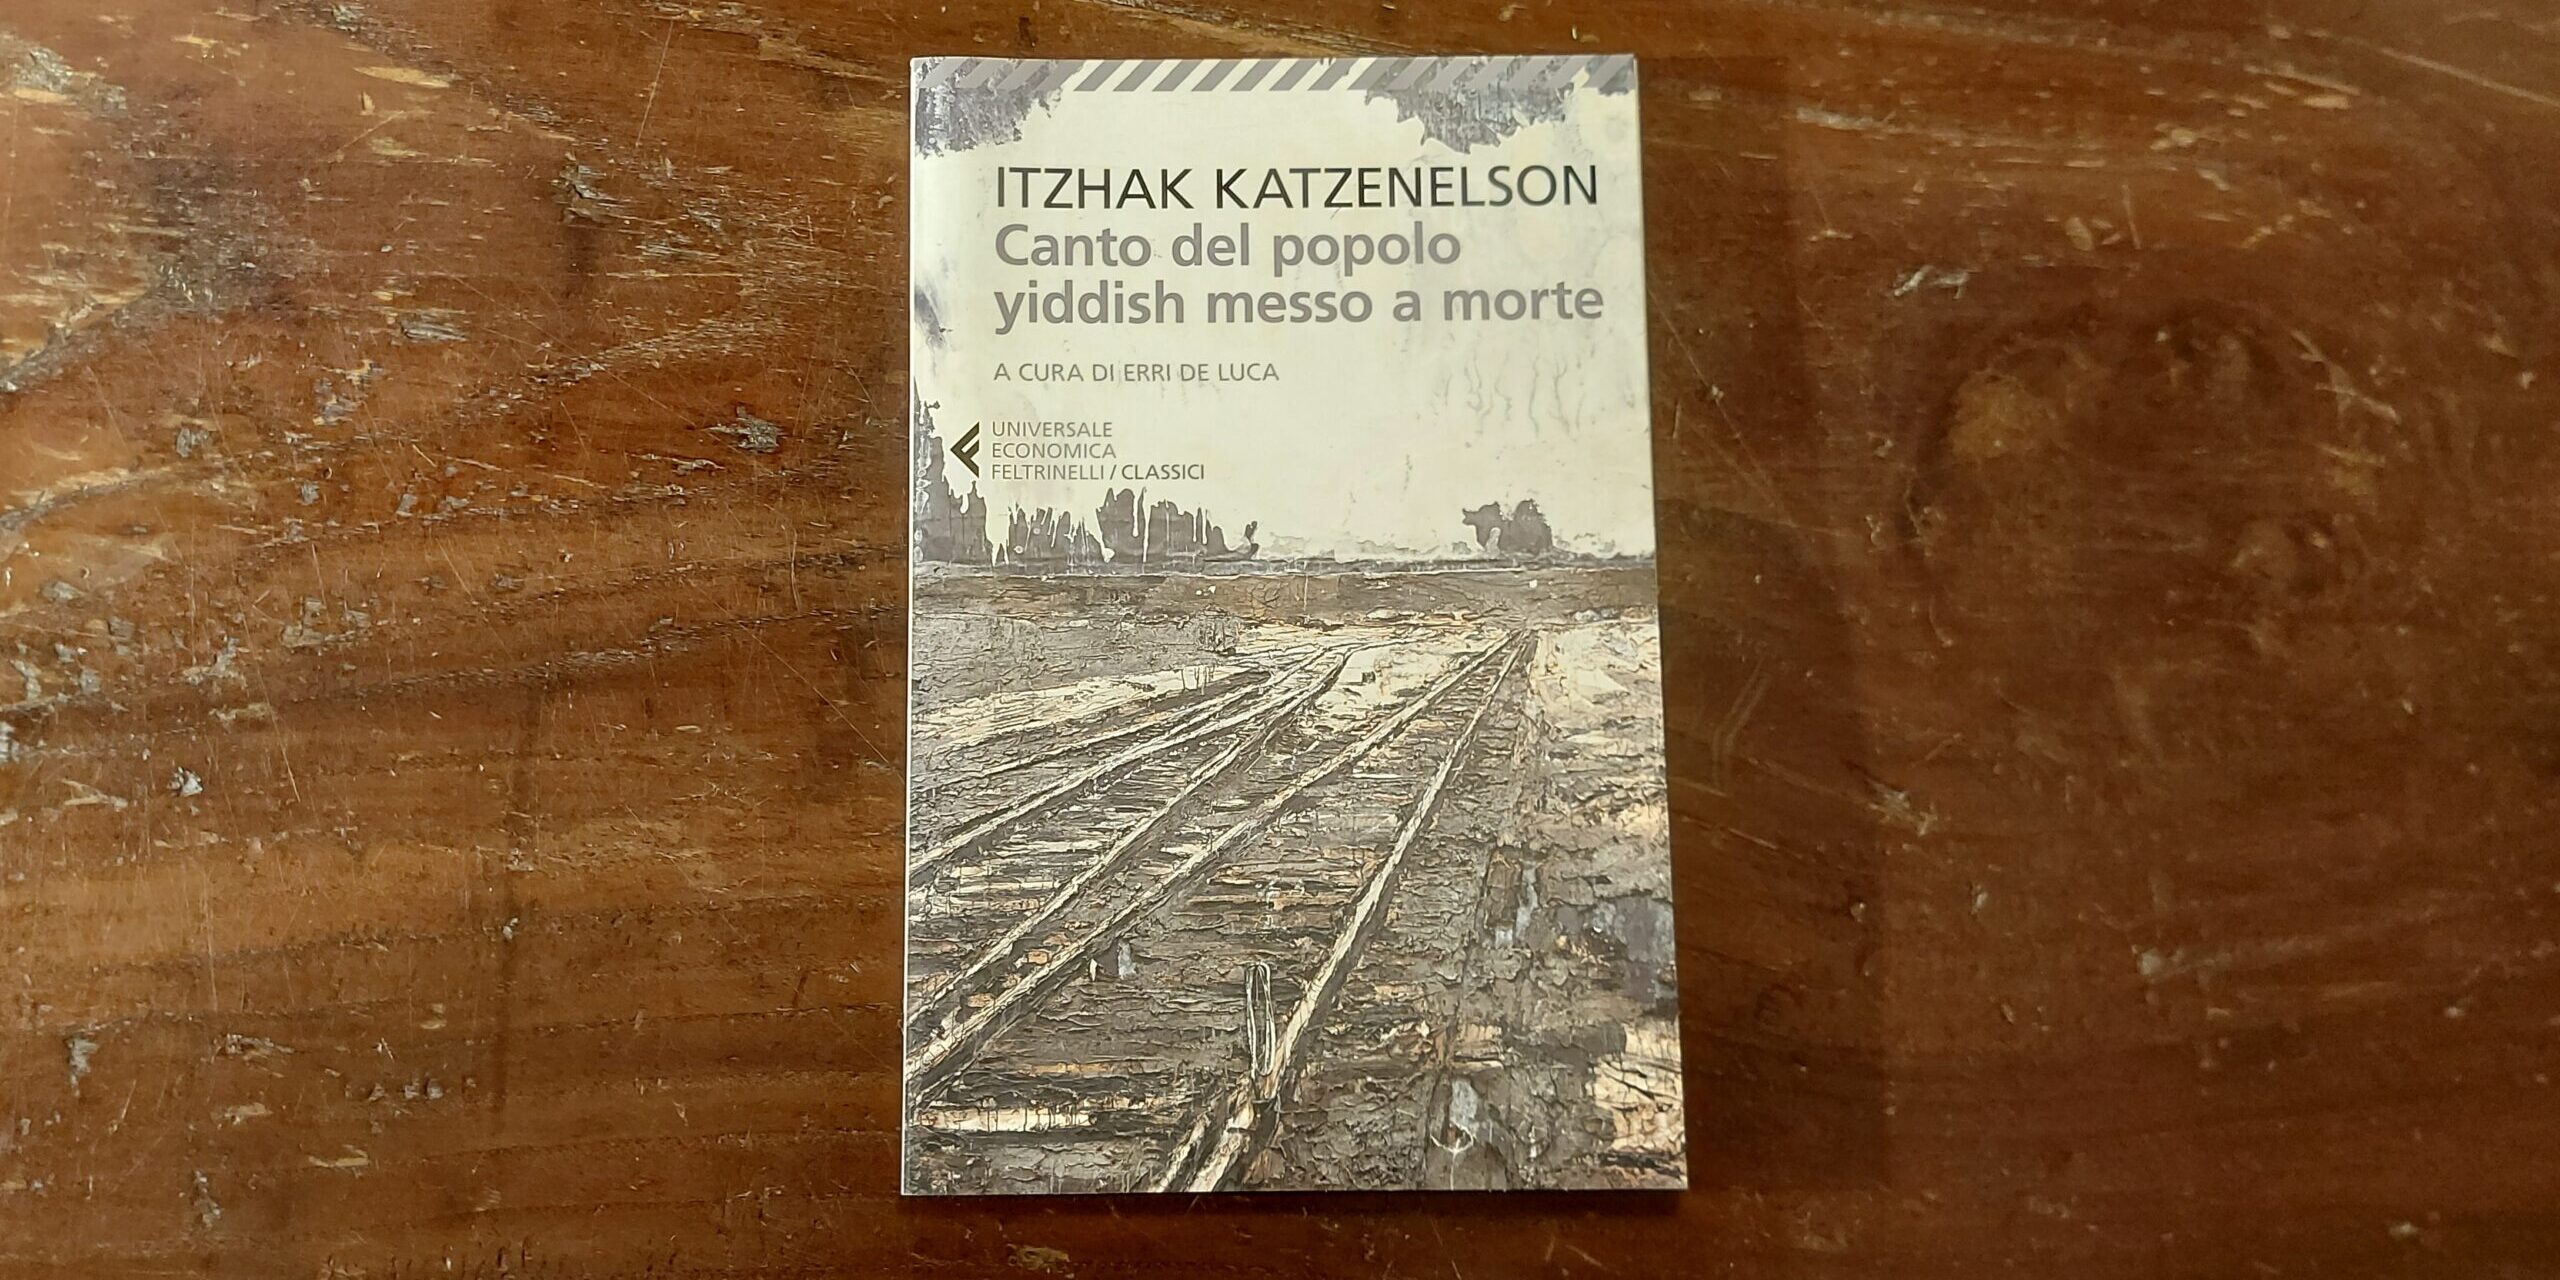 ITZHAK KATZENELSON
Canto del popolo
yiddish messo a morte
A CURA DI ERRI DE LUCA
UNIVERSALE
ECONOMICA
FELTRINELLI / CLASSICI